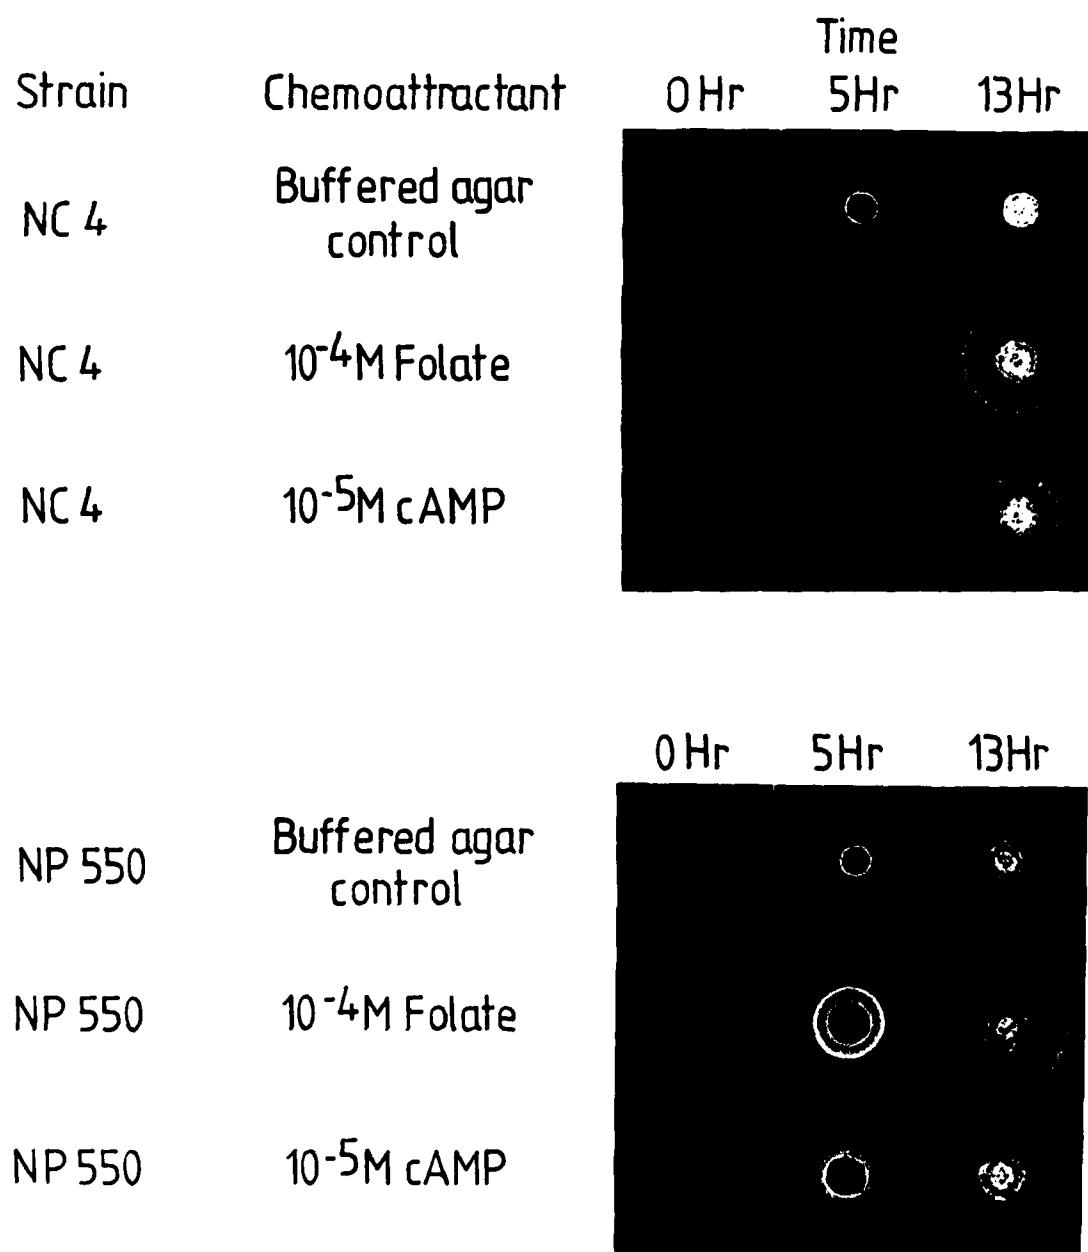 Time
Strain Chemoattractant 0 Hr 5Hr 13Hr
NC 4 Buffered agar
control
NC 4 10-4M Folate
NC 4 10-5M cAMP
0 Hr 5Hr 13Hr
NP 550 Buffered agar
control
NP 550 10-4M Folate
NP 550 10-5M cAMP